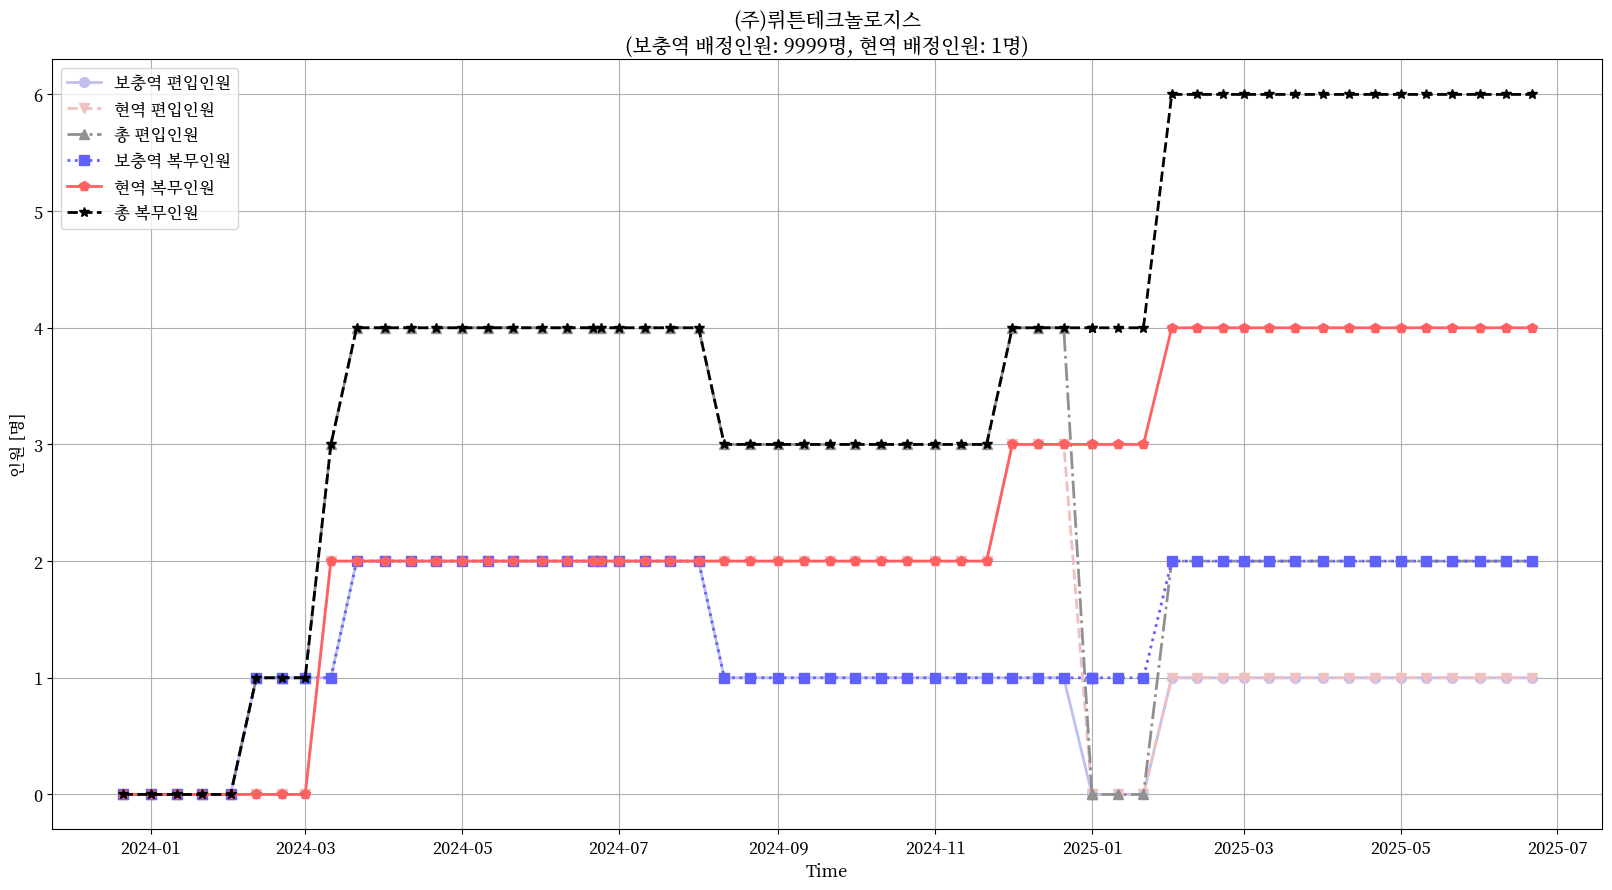 (주)뤼튼테크놀로지스
(보충역 배정인원: 9999명, 현역 배정인원: 1명)
보충역 편입인원
현역 편입인원
총 편입인원
보충역 복무인원
현역 복무인원
총 복무인원
인원 [명]
6
5
4
3
2
1
0
2024-01
2024-03
2024-05
2024-07
2024-09
2024-11
2025-01
2025-03
2025-05
2025-07
Time